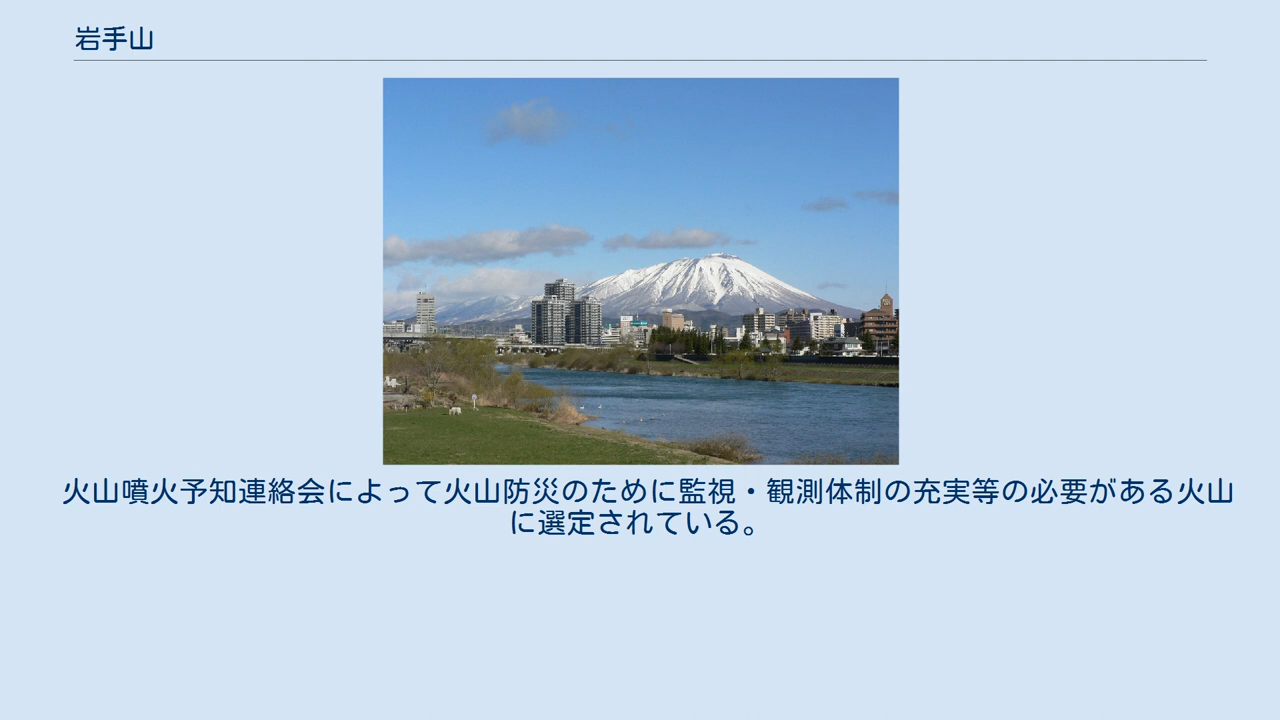 岩手山
火山噴火予知連絡会によって火山防災のために監視・観測体制の充実等の必要がある火山
に選定されている。